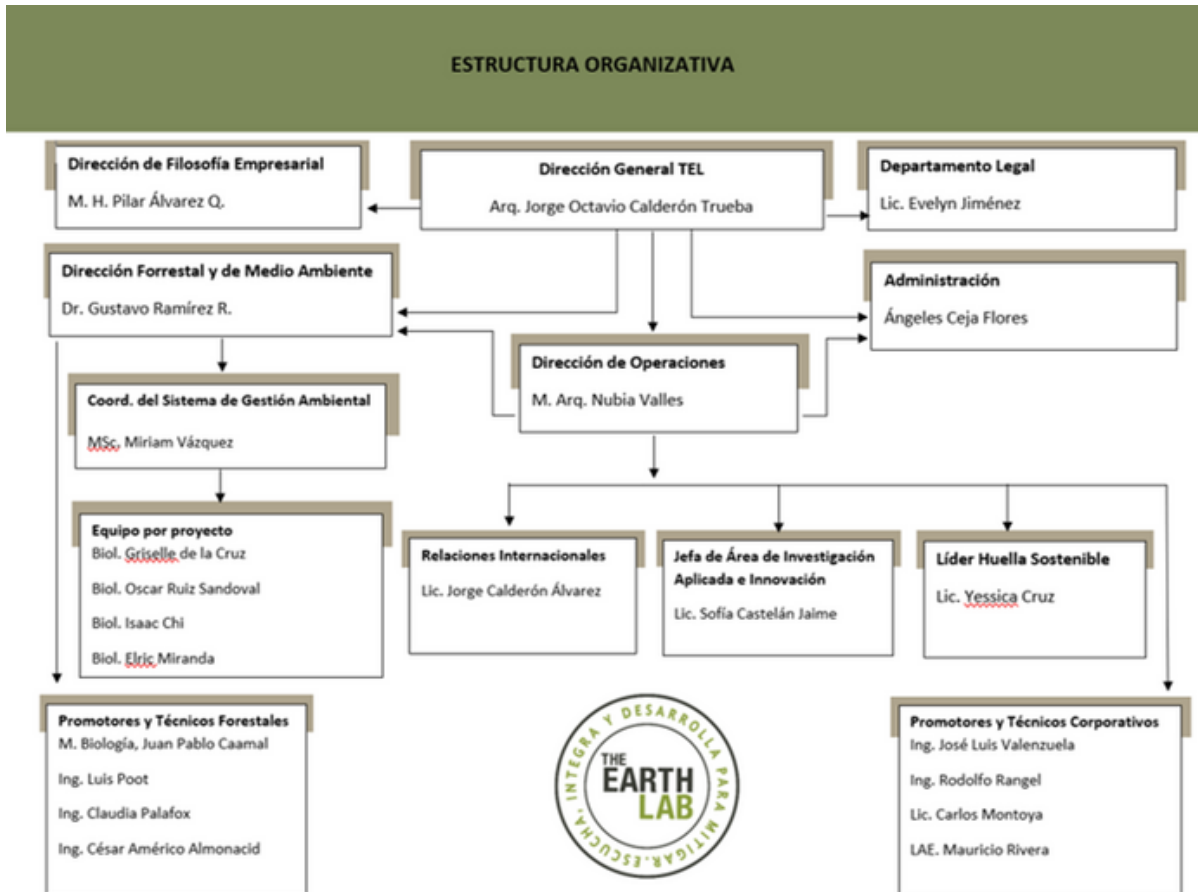 ESTRUCTURA ORGANIZATIVA
Dirección de Filosofía Empresarial
M. H. Pilar Álvarez Q.
Dirección General TEL
Arq. Jorge Octavio Calderón Trueba
Departamento Legal
Lic. Evelyn Jiménez
Dirección Forrestal y de Medio Ambiente
Dr. Gustavo Ramírez R.
Administración
Ángeles Ceja Flores
Dirección de Operaciones
M. Arq. Nubia Valles
Coord. del Sistema de Gestión Ambiental
MSc. Miriam Vázquez
Equipo por proyecto
Biol. Griselle de la Cruz
Biol. Oscar Ruiz Sandoval
Biol. Isaac Chi
Biol. Elric Miranda
Relaciones Internacionales
Lic. Jorge Calderón Álvarez
Jefa de Área de Investigación
Aplicada e Innovación
Lic. Sofía Castelán Jaime
Líder Huella Sostenible
Lic. Yessica Cruz
Promotores y Técnicos Forestales
M. Biología, Juan Pablo Caamal
Ing. Luis Poot
Ing. Claudia Palafox
Ing. César Américo Almonacid
ESCUCHA, INTEGRA Y DESARROLLA PARA MITIGAR.
THE
EARTH
LAB
Promotores y Técnicos Corporativos
Ing. José Luis Valenzuela
Ing. Rodolfo Rangel
Lic. Carlos Montoya
LAE. Mauricio Rivera